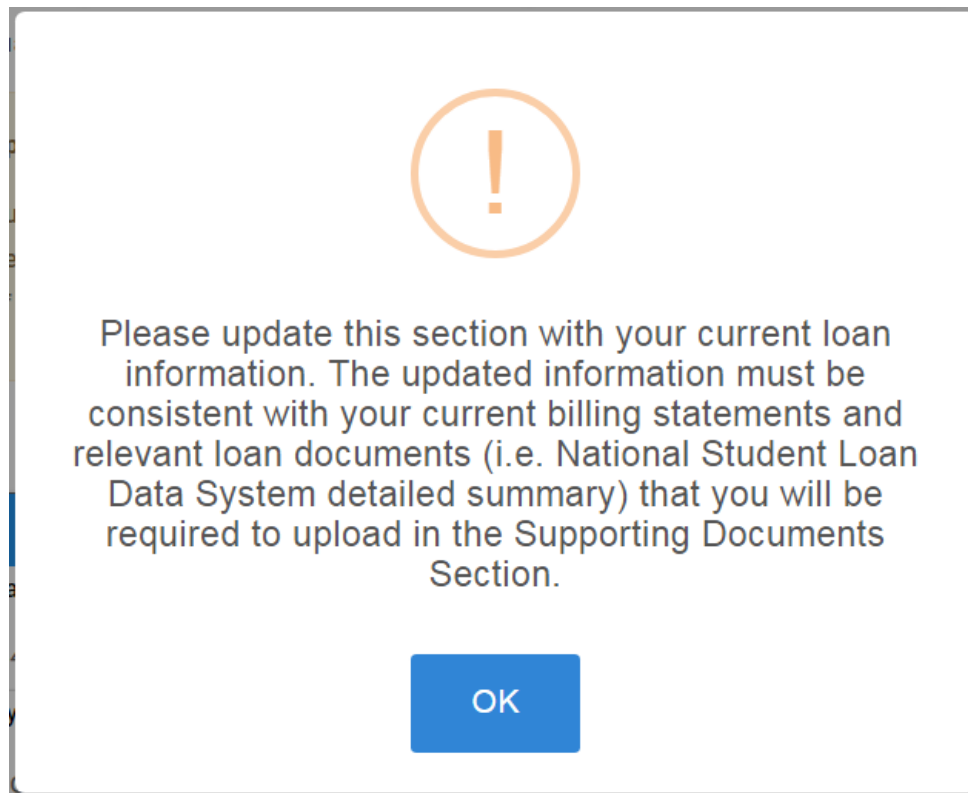 !
Please update this section with your current loan
information. The updated information must be
consistent with your current billing statements and
relevant loan documents (i.e. National Student Loan
Data System detailed summary) that you will be
required to upload in the Supporting Documents
Section.
OK